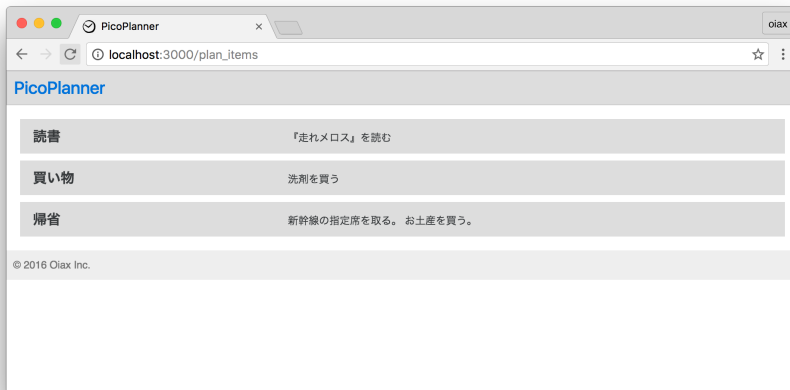 PicoPlanner
oiax
localhost:3000/plan_items
PicoPlanner
読書 『走れメロス』を読む
買い物 洗剤を買う
帰省 新幹線の指定席を取る。 お土産を買う。
© 2016 Oiax Inc.